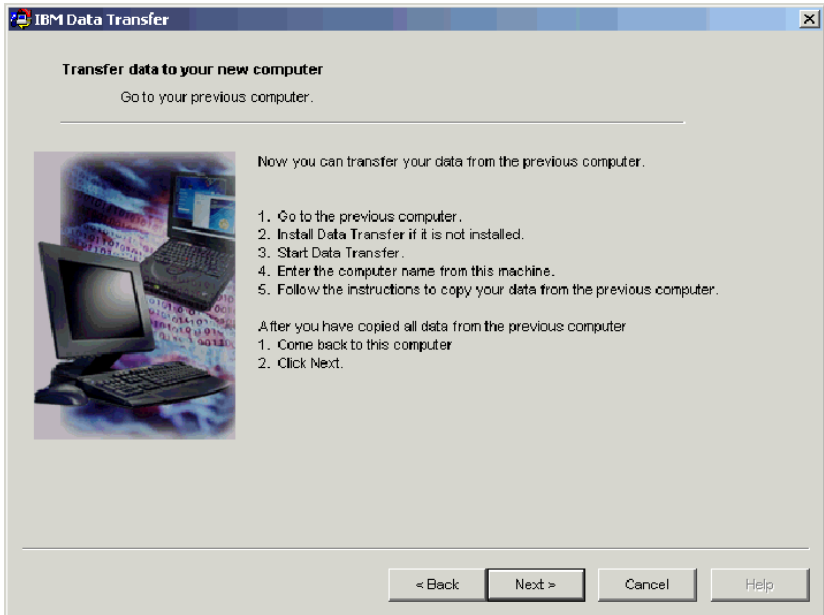 IBM Data Transfer
Transfer data to your new computer
Go to your previous computer.
Now you can transfer your data from the previous computer.
1. Go to the previous computer.
2. Install Data Transfer if it is not installed.
3. Start Data Transfer.
4. Enter the computer name from this machine.
5. Follow the instructions to copy your data from the previous computer.
After you have copied all data from the previous computer
1. Come back to this computer
2. Click Next.
< Back
Next >
Cancel
Help